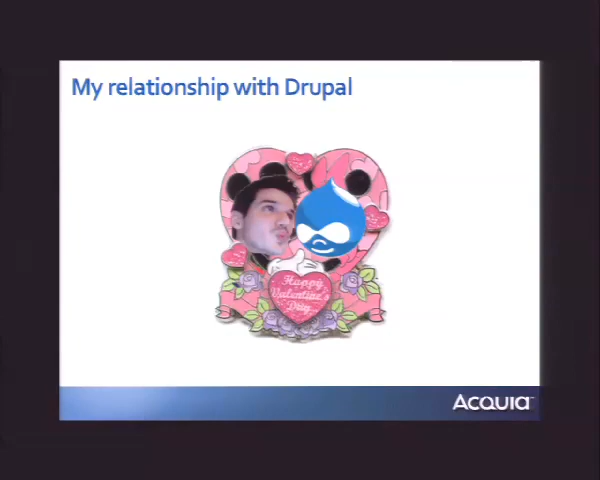 My relationship with Drupal
Happy
Valentine's
Day
ACQUIA